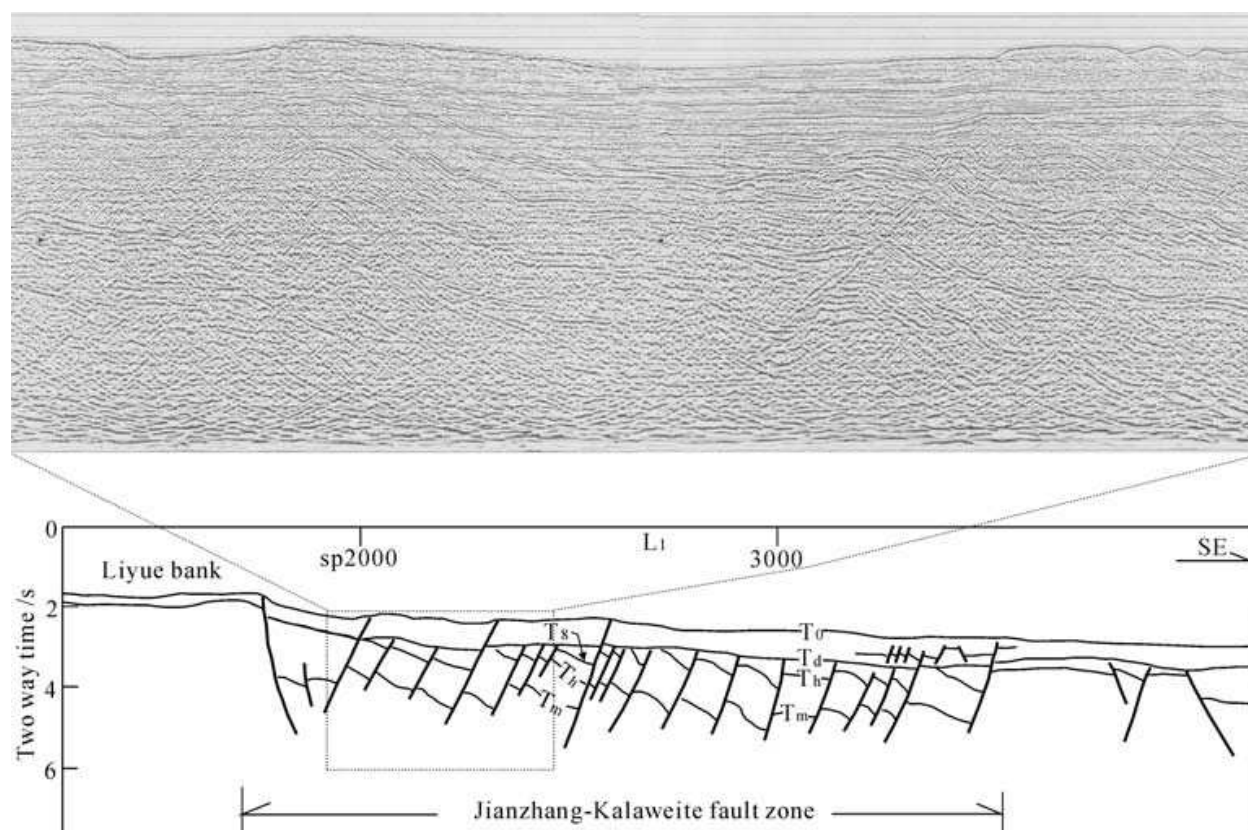 0
sp2000
L1
3000
SE
Liyue bank
2
T8
T0
Td
Th
Th
4
Tm
Tm
6
Two way time /s
Jianzhang-Kalaweite fault zone